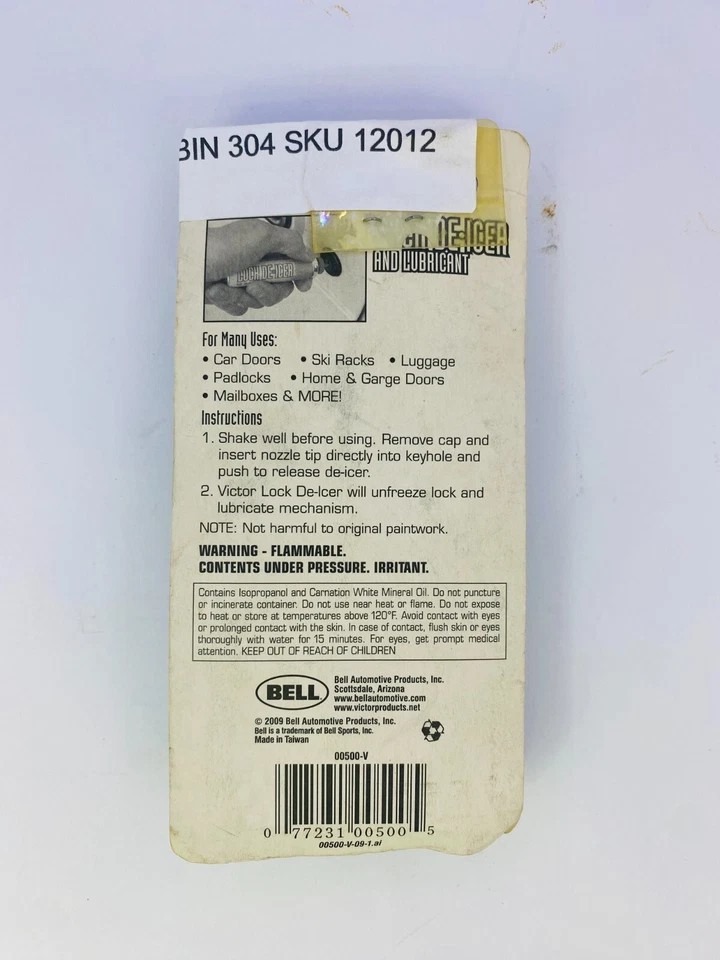 BIN 304 SKU 12012
LOCK DE-ICER
DE-ICER
AND LUBRICANT
For Many Uses:
• Car Doors • Ski Racks • Luggage
• Padlocks • Home & Garge Doors
• Mailboxes & MORE!
Instructions
1. Shake well before using. Remove cap and
insert nozzle tip directly into keyhole and
push to release de-icer.
2. Victor Lock De-Icer will unfreeze lock and
lubricate mechanism.
NOTE: Not harmful to original paintwork.
WARNING - FLAMMABLE.
CONTENTS UNDER PRESSURE. IRRITANT.
Contains Isopropanol and Carnation White Mineral Oil. Do not puncture
or incinerate container. Do not use near heat or flame. Do not expose
to heat or store at temperatures above 120°F. Avoid contact with eyes
or prolonged contact with the skin. In case of contact, flush skin or eyes
thoroughly with water for 15 minutes. For eyes, get prompt medical
attention. KEEP OUT OF REACH OF CHILDREN
BELL
Bell Automotive Products, Inc.
Scottsdale, Arizona
www.bellautomotive.com
www.victorproducts.net
© 2009 Bell Automotive Products, Inc.
Bell is a trademark of Bell Sports, Inc.
Made in Taiwan
00500-V
0 77231 00500 5
00500-V-09-1.ai